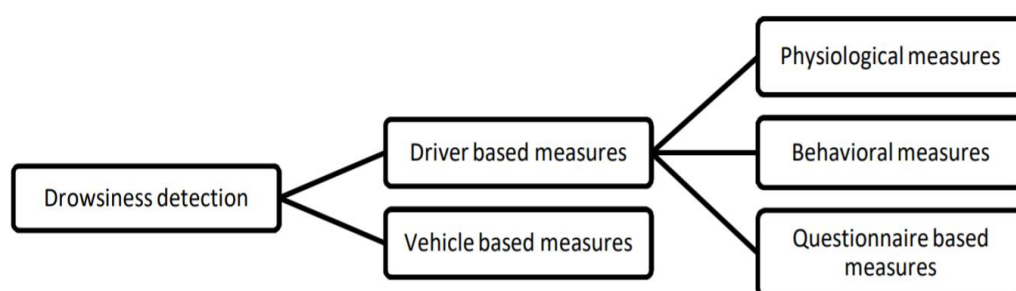 Drowsiness detection
Driver based measures
Vehicle based measures
Physiological measures
Behavioral measures
Questionnaire based
measures